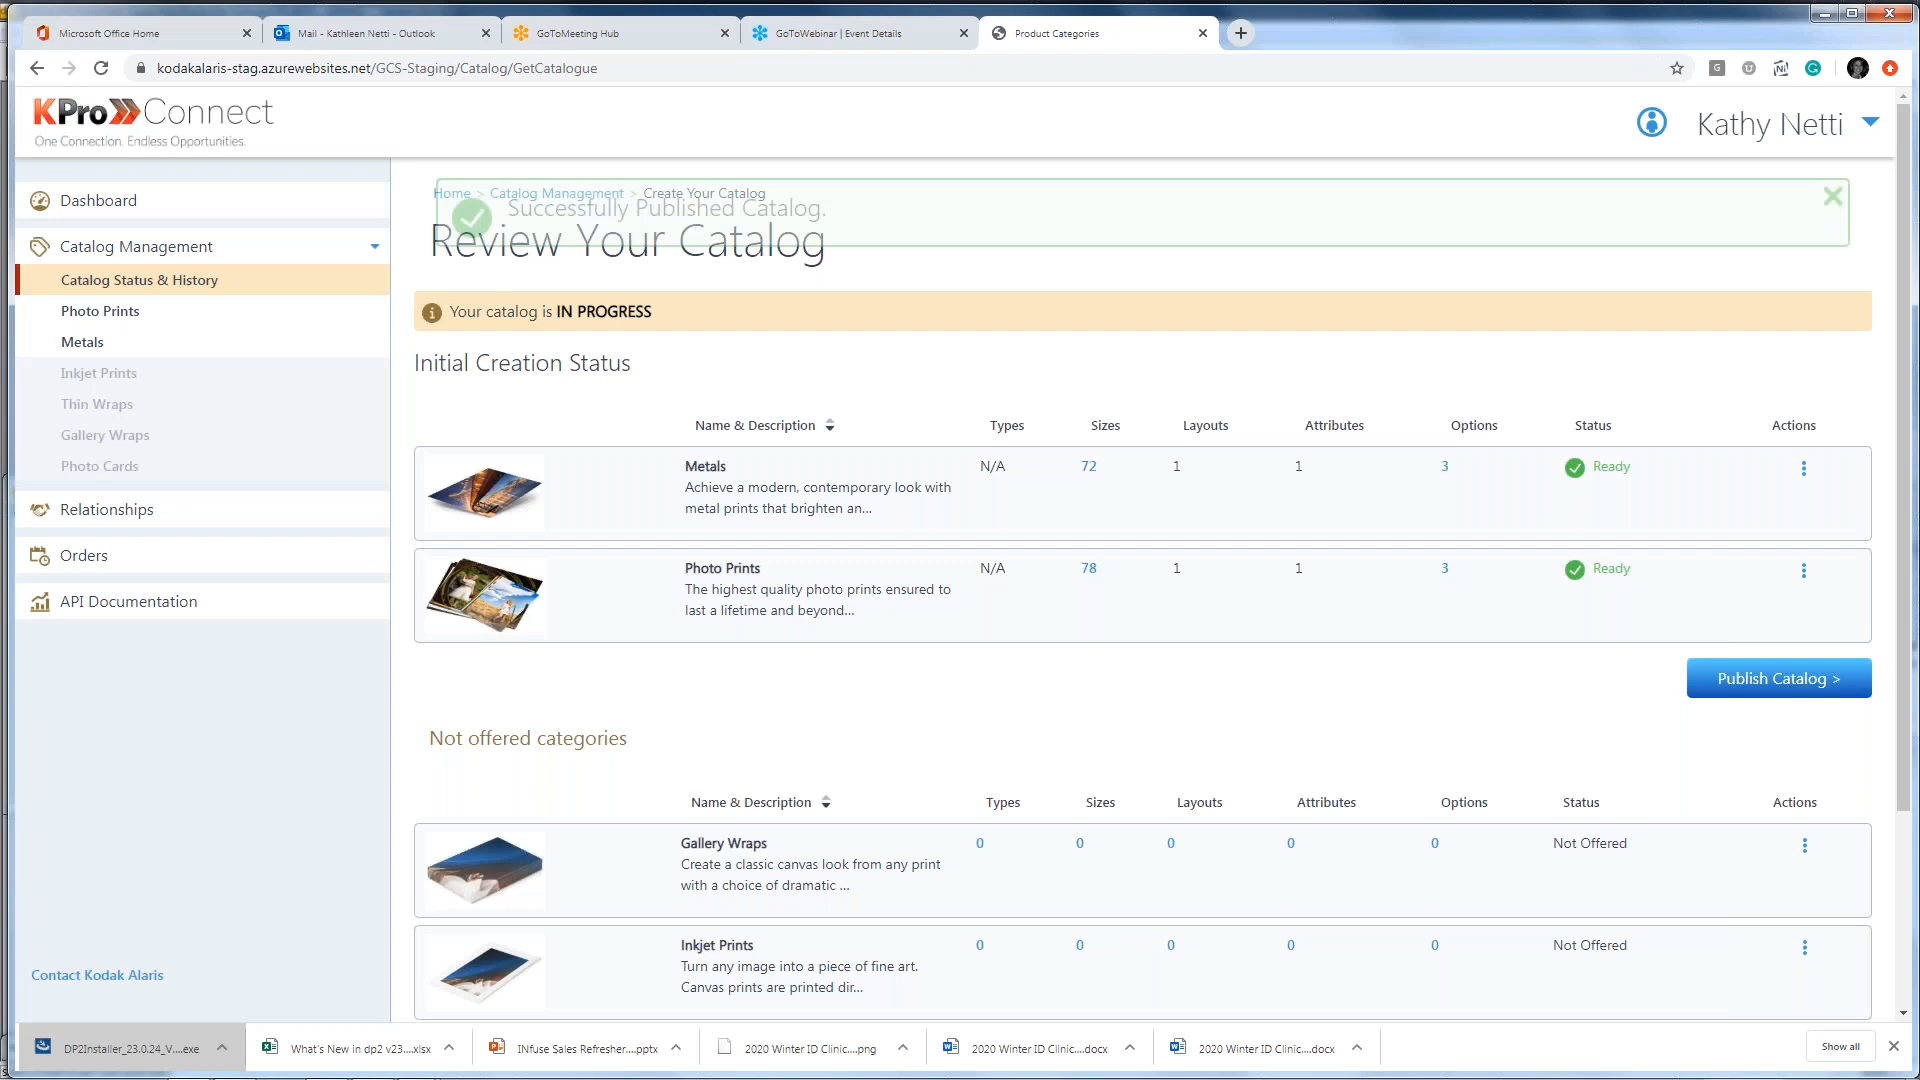 Microsoft Office Home
Mail - Kathleen Netti - Outlook
GoToMeeting Hub
GoToWebinar | Event Details
Product Categories
kodakalaris-stag.azurewebsites.net/GCS-Staging/Catalog/GetCatalogue
KPro Connect
One Connection. Endless Opportunities.
Kathy Netti
Dashboard
Catalog Management
Catalog Status & History
Photo Prints
Metals
Inkjet Prints
Thin Wraps
Gallery Wraps
Photo Cards
Relationships
Orders
API Documentation
Contact Kodak Alaris
Home > Catalog Management > Create Your Catalog
Successfully Published Catalog.
Review Your Catalog
Your catalog is IN PROGRESS
Initial Creation Status
Name & Description Types Sizes Layouts Attributes Options Status Actions
Metals N/A 72 1 1 3 Ready
Achieve a modern, contemporary look with
metal prints that brighten an...
Photo Prints N/A 78 1 1 3 Ready
The highest quality photo prints ensured to
last a lifetime and beyond...
Publish Catalog >
Not offered categories
Name & Description Types Sizes Layouts Attributes Options Status Actions
Gallery Wraps 0 0 0 0 0 Not Offered
Create a classic canvas look from any print
with a choice of dramatic ...
Inkjet Prints 0 0 0 0 0 Not Offered
Turn any image into a piece of fine art.
Canvas prints are printed dir...
DP2Installer_23.0.24_V....exe
What's New in dp2 v23....xlsx
INfuse Sales Refresher....pptx
2020 Winter ID Clinic....png
2020 Winter ID Clinic....docx
2020 Winter ID Clinic....docx
Show all